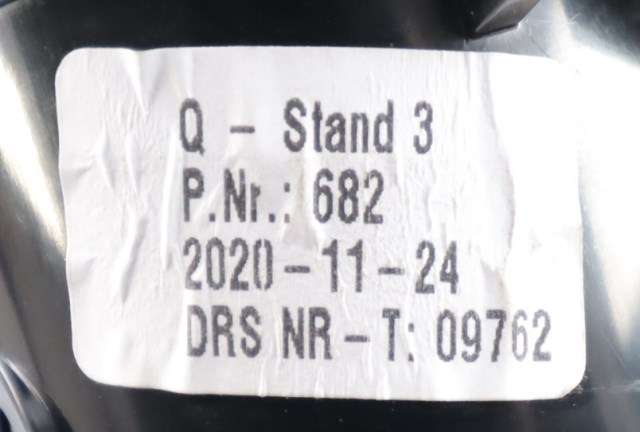 Q - Stand 3
P.Nr.: 682
2020-11-24
DRS NR-T: 09762